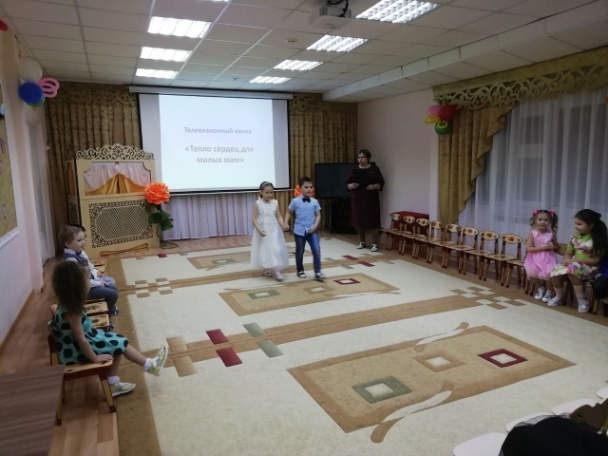 Телевизионный канал
«Тепло сердец для
милых мам»